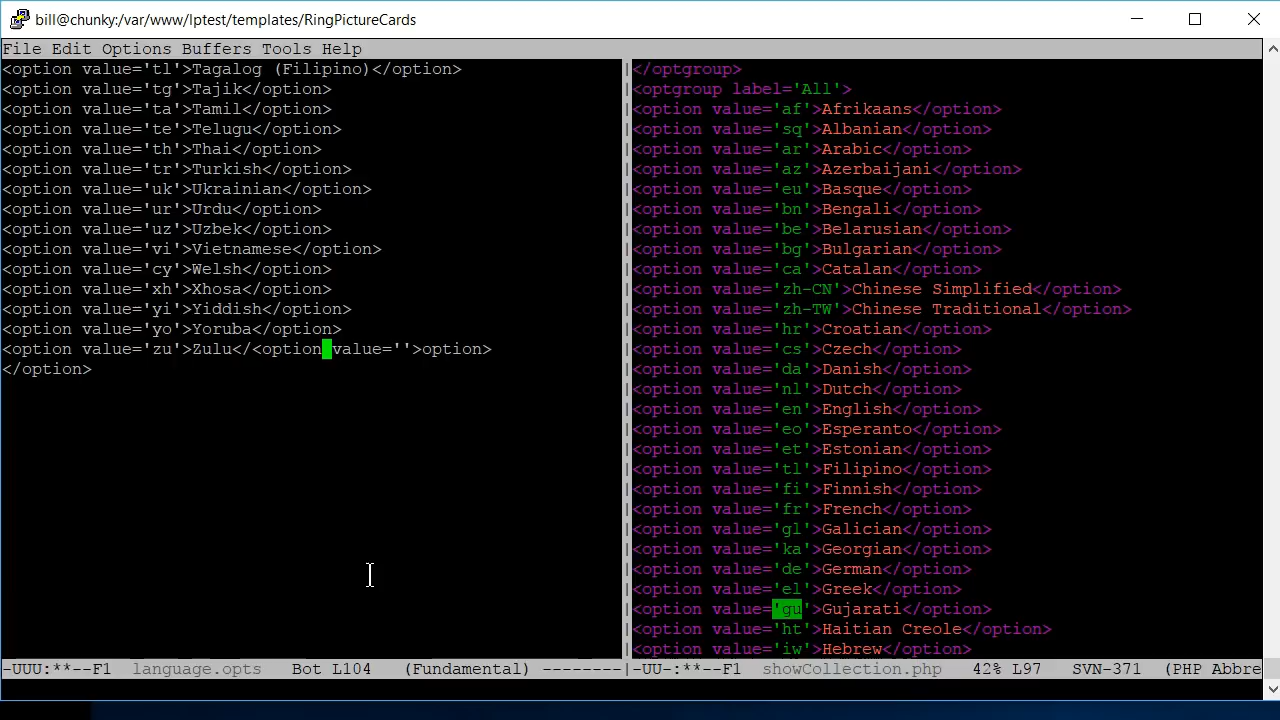 bill@chunky:/var/www/lptest/templates/RingPictureCards
File Edit Options Buffers Tools Help
<option value='tl'>Tagalog (Filipino)</option>
<option value='tg'>Tajik</option>
<option value='ta'>Tamil</option>
<option value='te'>Telugu</option>
<option value='th'>Thai</option>
<option value='tr'>Turkish</option>
<option value='uk'>Ukrainian</option>
<option value='ur'>Urdu</option>
<option value='uz'>Uzbek</option>
<option value='vi'>Vietnamese</option>
<option value='cy'>Welsh</option>
<option value='xh'>Xhosa</option>
<option value='yi'>Yiddish</option>
<option value='yo'>Yoruba</option>
<option value='zu'>Zulu</<option value=''>option>
</option>
-UUU:**--F1 language.opts Bot L104 (Fundamental) --------
</optgroup>
<optgroup label='All'>
<option value='af'>Afrikaans</option>
<option value='sq'>Albanian</option>
<option value='ar'>Arabic</option>
<option value='az'>Azerbaijani</option>
<option value='eu'>Basque</option>
<option value='bn'>Bengali</option>
<option value='be'>Belarusian</option>
<option value='bg'>Bulgarian</option>
<option value='ca'>Catalan</option>
<option value='zh-CN'>Chinese Simplified</option>
<option value='zh-TW'>Chinese Traditional</option>
<option value='hr'>Croatian</option>
<option value='cs'>Czech</option>
<option value='da'>Danish</option>
<option value='nl'>Dutch</option>
<option value='en'>English</option>
<option value='eo'>Esperanto</option>
<option value='et'>Estonian</option>
<option value='tl'>Filipino</option>
<option value='fi'>Finnish</option>
<option value='fr'>French</option>
<option value='gl'>Galician</option>
<option value='ka'>Georgian</option>
<option value='de'>German</option>
<option value='el'>Greek</option>
<option value='gu'>Gujarati</option>
<option value='ht'>Haitian Creole</option>
<option value='iw'>Hebrew</option>
-UU-:**--F1 showCollection.php 42% L97 SVN-371 (PHP Abbre